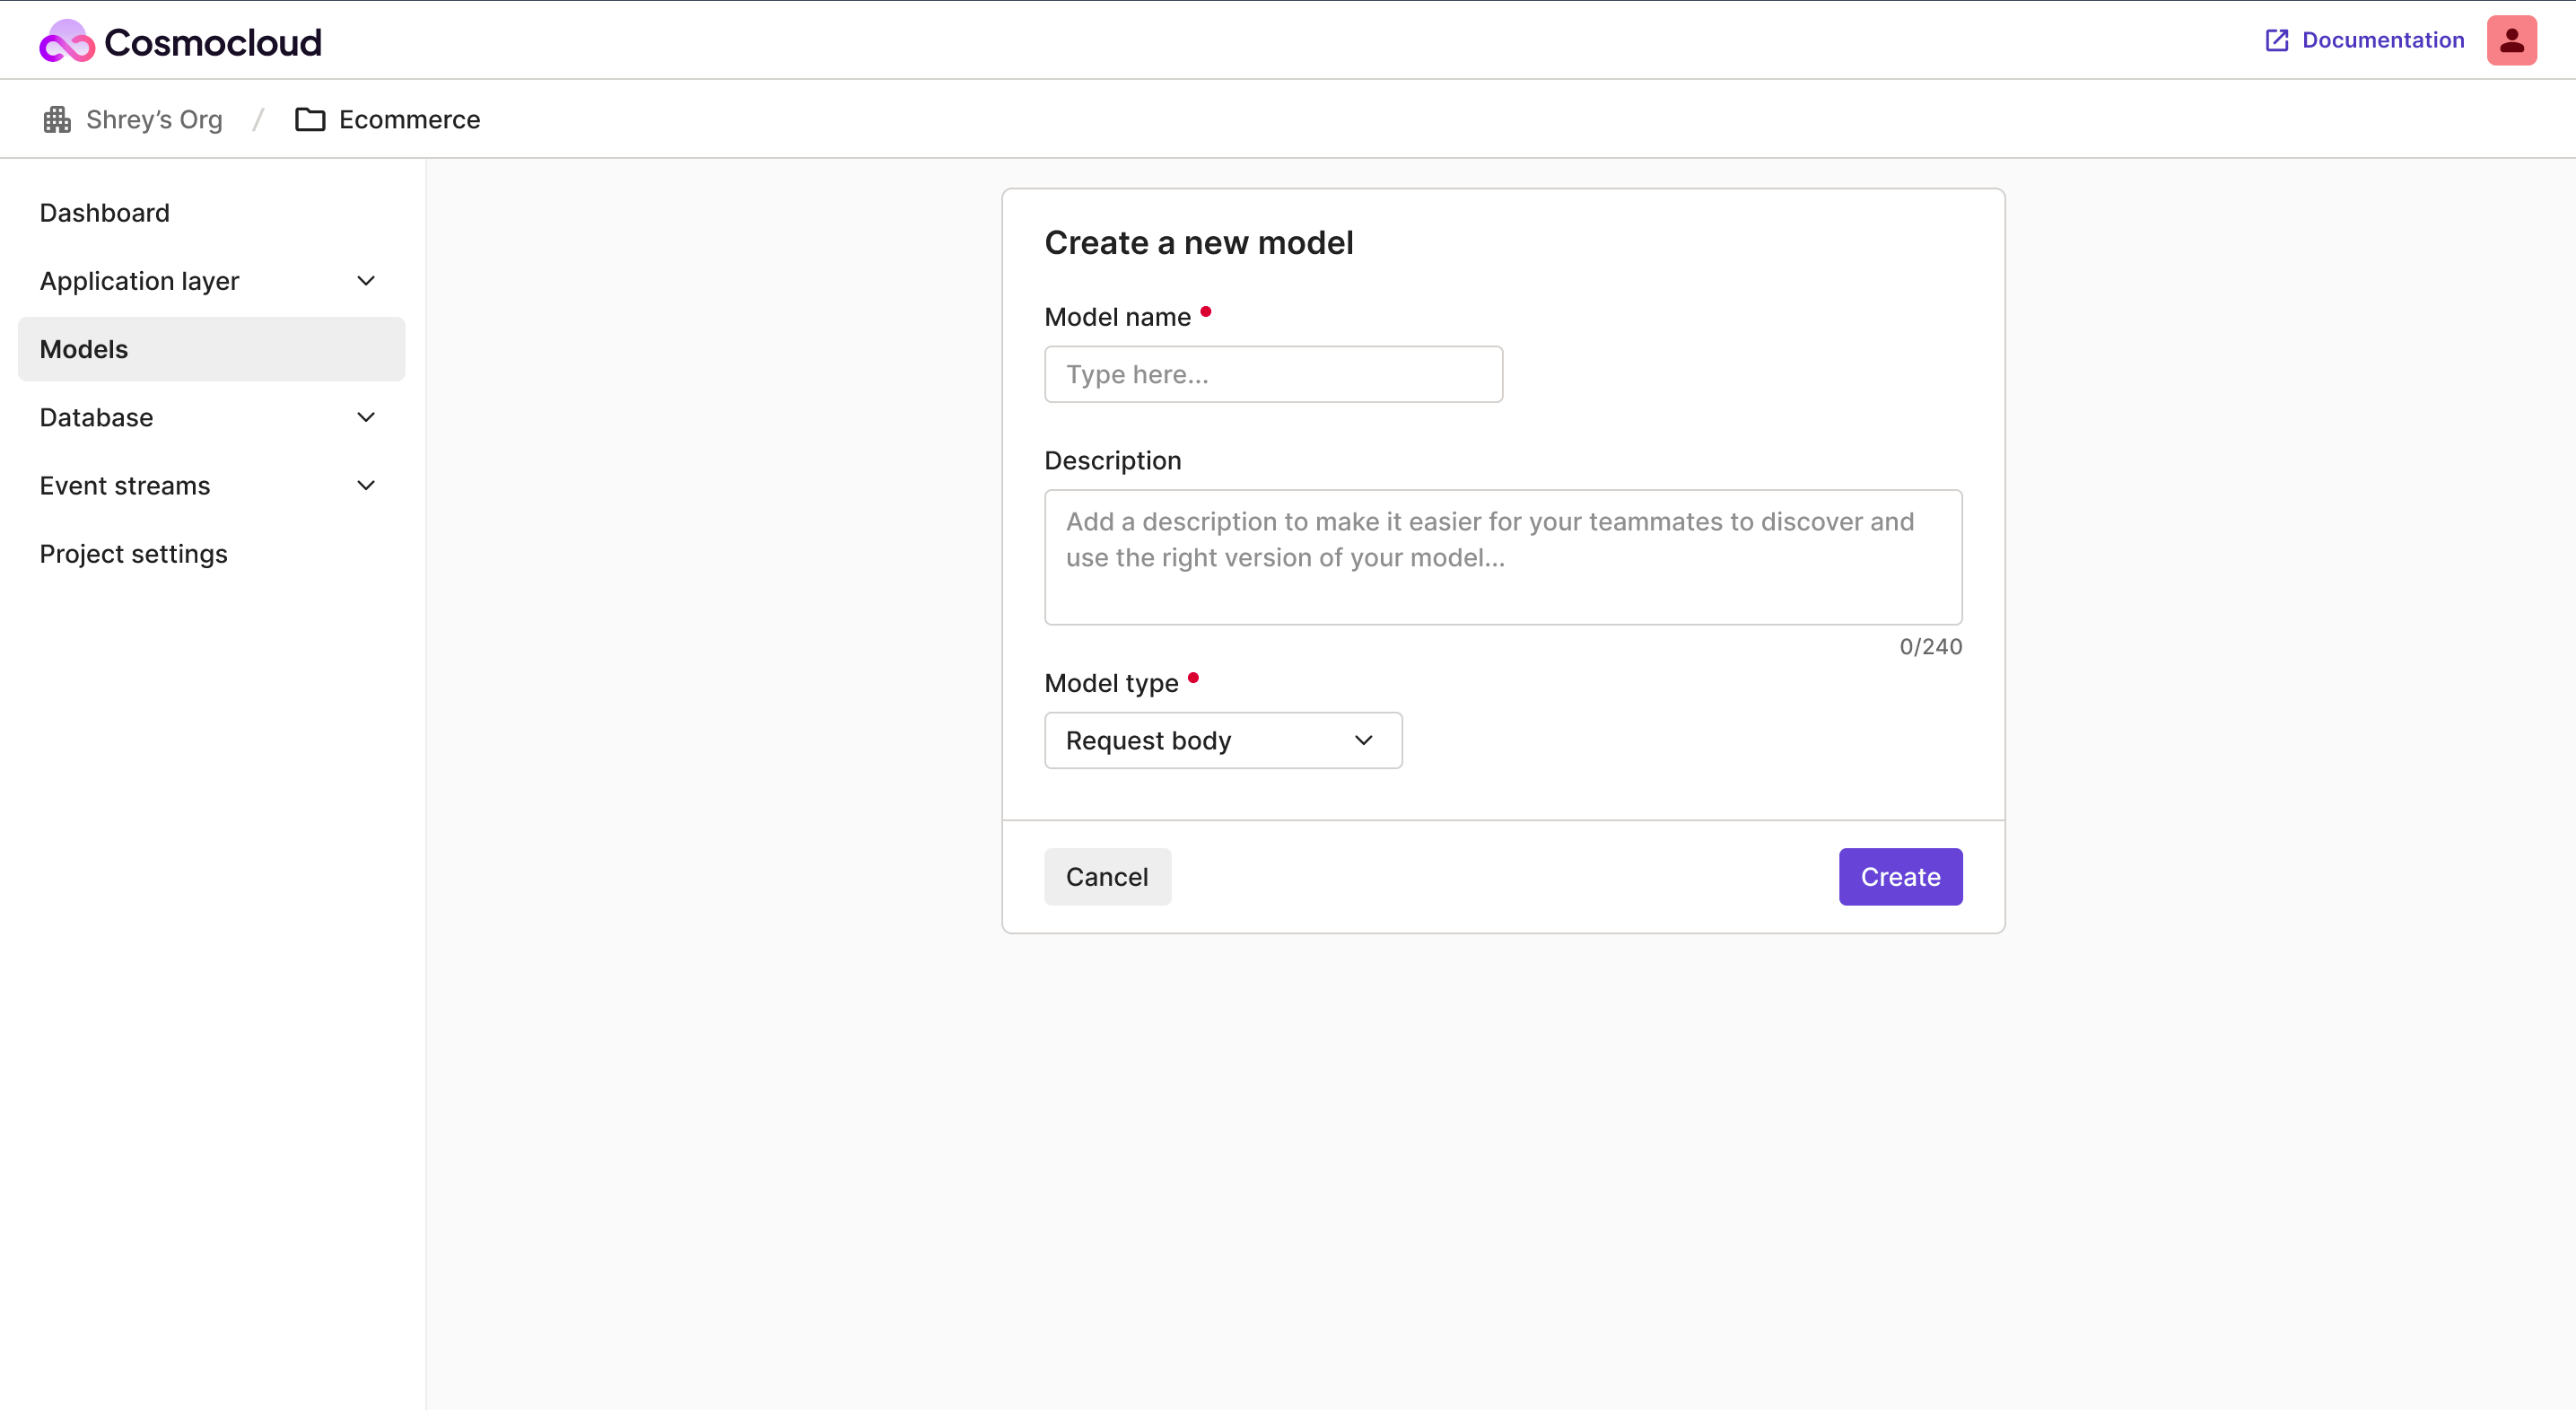 Cosmocloud
Documentation
Shrey’s Org / Ecommerce
Dashboard
Application layer
Models
Database
Event streams
Project settings
Create a new model
Model name
Type here...
Description
Add a description to make it easier for your teammates to discover and
use the right version of your model...
0/240
Model type
Request body
Cancel
Create